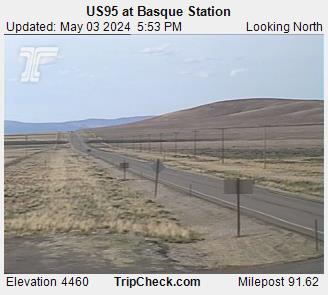 US95 at Basque Station
Updated: May 03 2024 5:53 PM Looking North
Elevation 4460 TripCheck.com Milepost 91.62